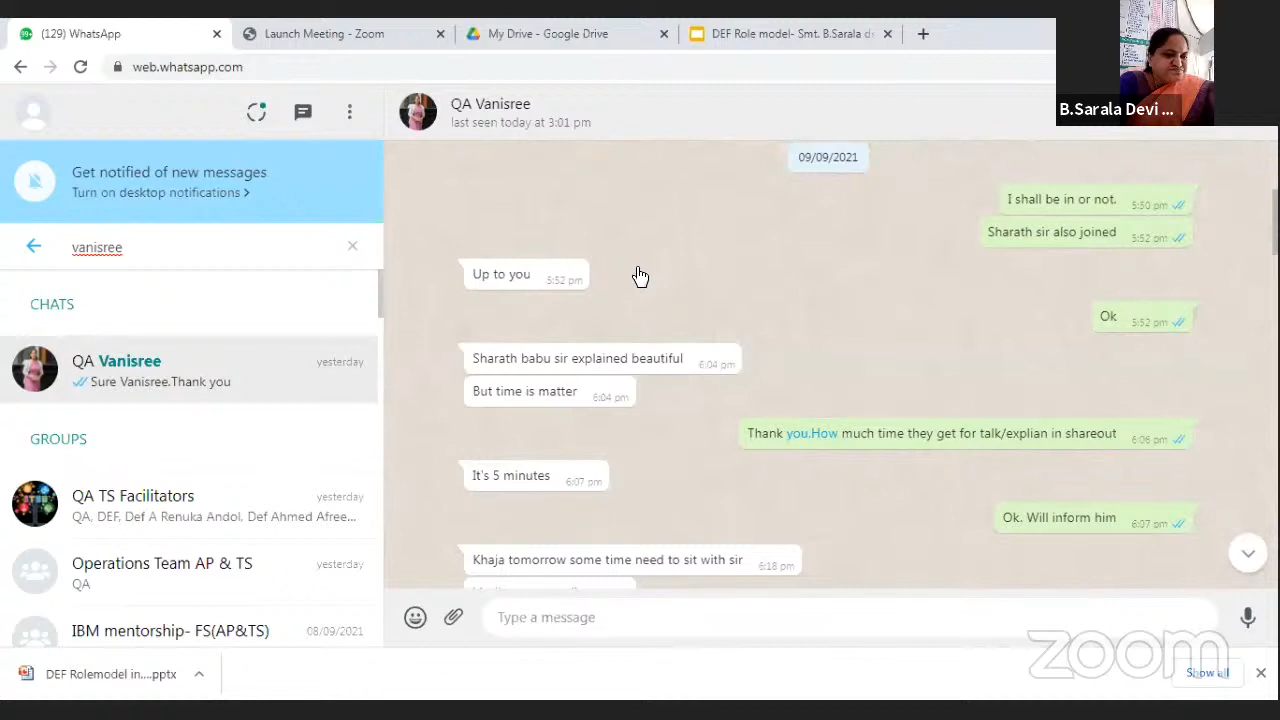 (129) WhatsApp
Launch Meeting - Zoom
My Drive - Google Drive
DEF Role model- Smt. B.Sarala d
web.whatsapp.com
B.Sarala Devi ...
QA Vanisree
last seen today at 3:01 pm
Get notified of new messages
Turn on desktop notifications >
vanisree
CHATS
QA Vanisree
yesterday
Sure Vanisree.Thank you
GROUPS
QA TS Facilitators
yesterday
QA, DEF, Def A Renuka Andol, Def Ahmed Afree...
Operations Team AP & TS
yesterday
QA
IBM mentorship- FS(AP&TS)
08/09/2021
09/09/2021
I shall be in or not. 5:50 pm
Sharath sir also joined 5:52 pm
Up to you 5:52 pm
Ok 5:52 pm
Sharath babu sir explained beautiful 6:04 pm
But time is matter 6:04 pm
Thank you.How much time they get for talk/explian in shareout 6:06 pm
It's 5 minutes 6:07 pm
Ok. Will inform him 6:07 pm
Khaja tomorrow some time need to sit with sir 6:18 pm
Type a message
zoom
DEF Rolemodel in....pptx
Show all